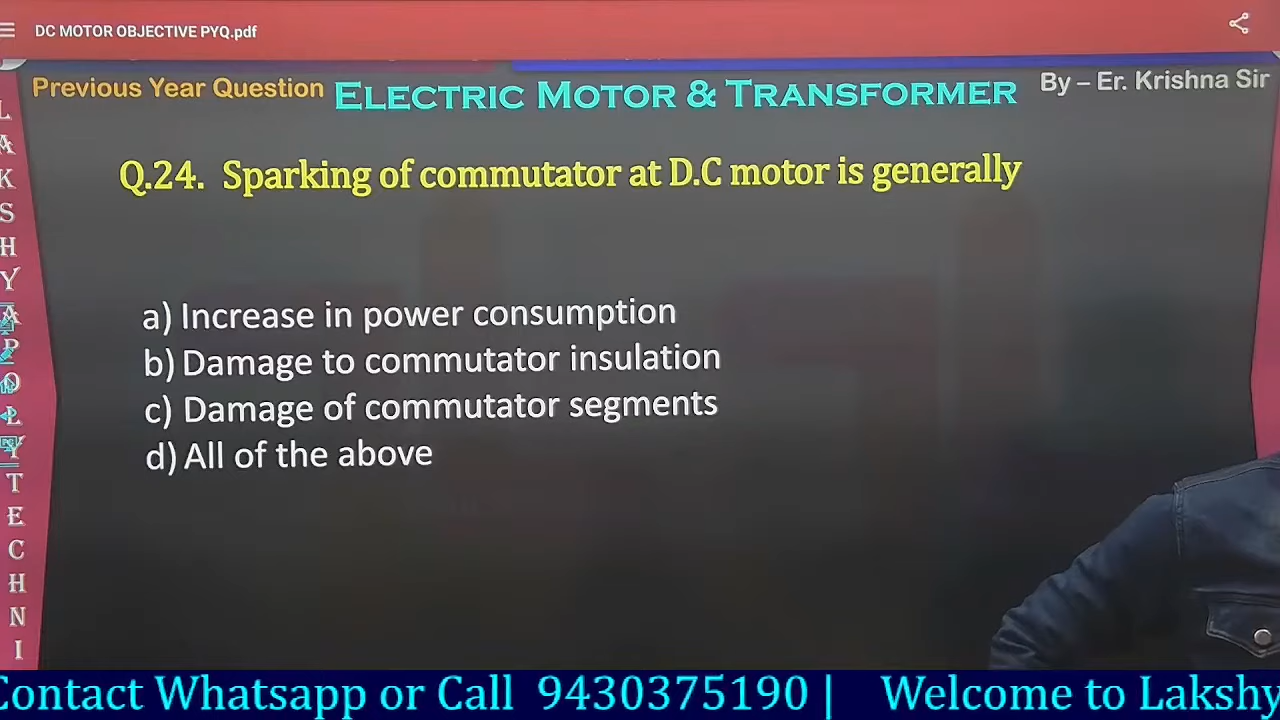 DC MOTOR OBJECTIVE PYQ.pdf
Previous Year Question
ELECTRIC MOTOR & TRANSFORMER
By – Er. Krishna Sir
Q.24. Sparking of commutator at D.C motor is generally
a) Increase in power consumption
b) Damage to commutator insulation
c) Damage of commutator segments
d) All of the above
L
A
K
S
H
Y
A
P
O
L
Y
T
E
C
H
N
I
Contact Whatsapp or Call 9430375190 | Welcome to Lakshy